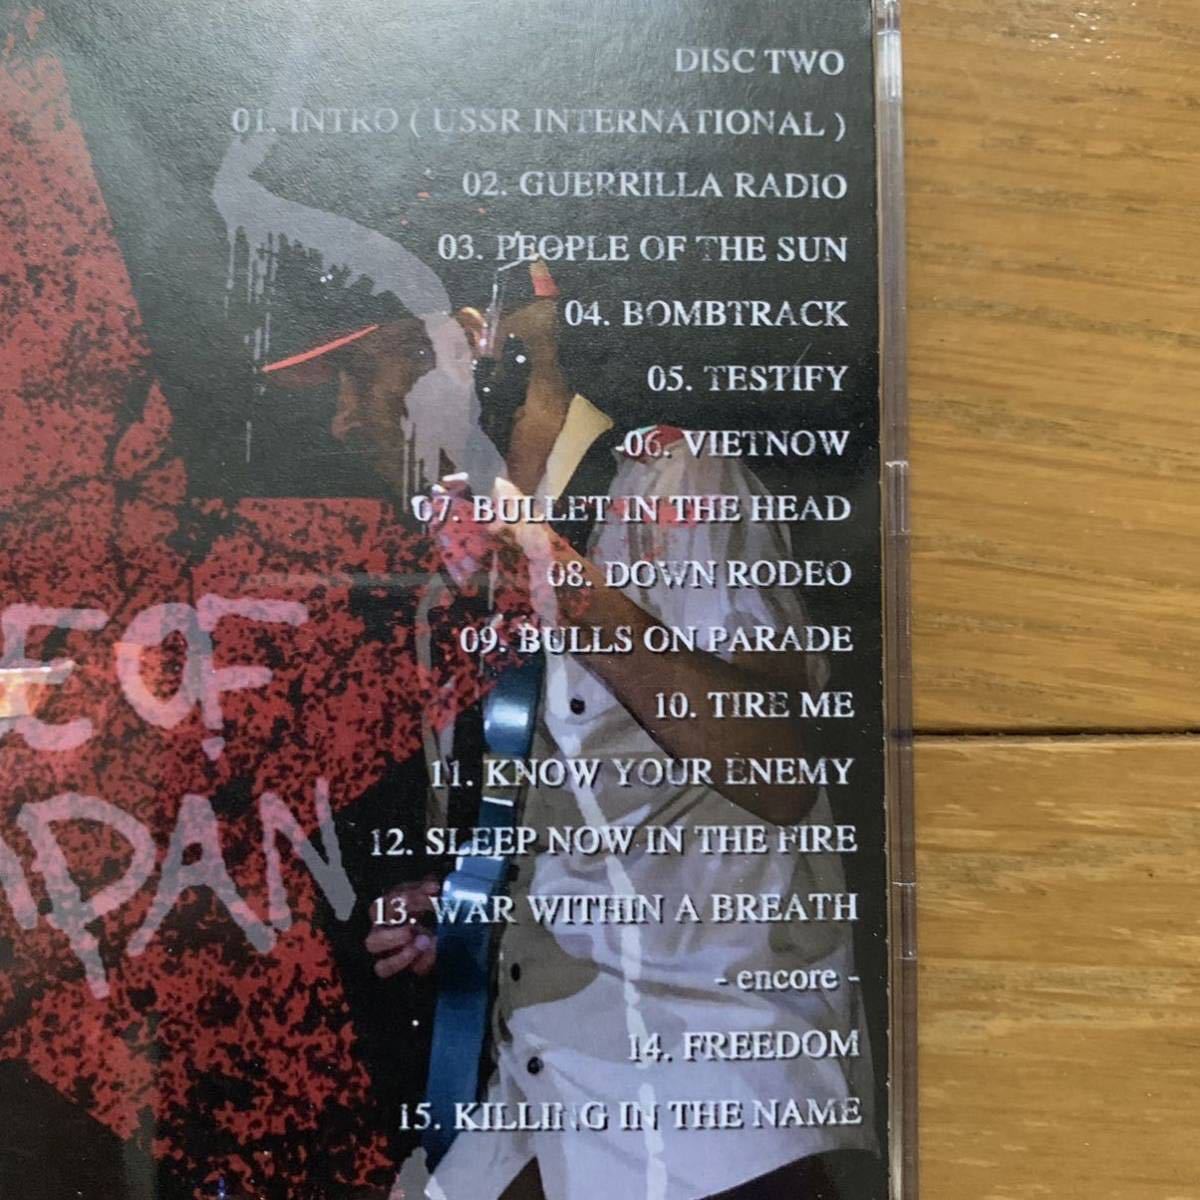 DISC TWO
01. INTRO ( USSR INTERNATIONAL )
02. GUERRILLA RADIO
03. PEOPLE OF THE SUN
04. BOMBTRACK
05. TESTIFY
06. VIETNOW
07. BULLET IN THE HEAD
08. DOWN RODEO
09. BULLS ON PARADE
10. TIRE ME
11. KNOW YOUR ENEMY
12. SLEEP NOW IN THE FIRE
13. WAR WITHIN A BREATH
- encore -
14. FREEDOM
15. KILLING IN THE NAME
E OF
APAN